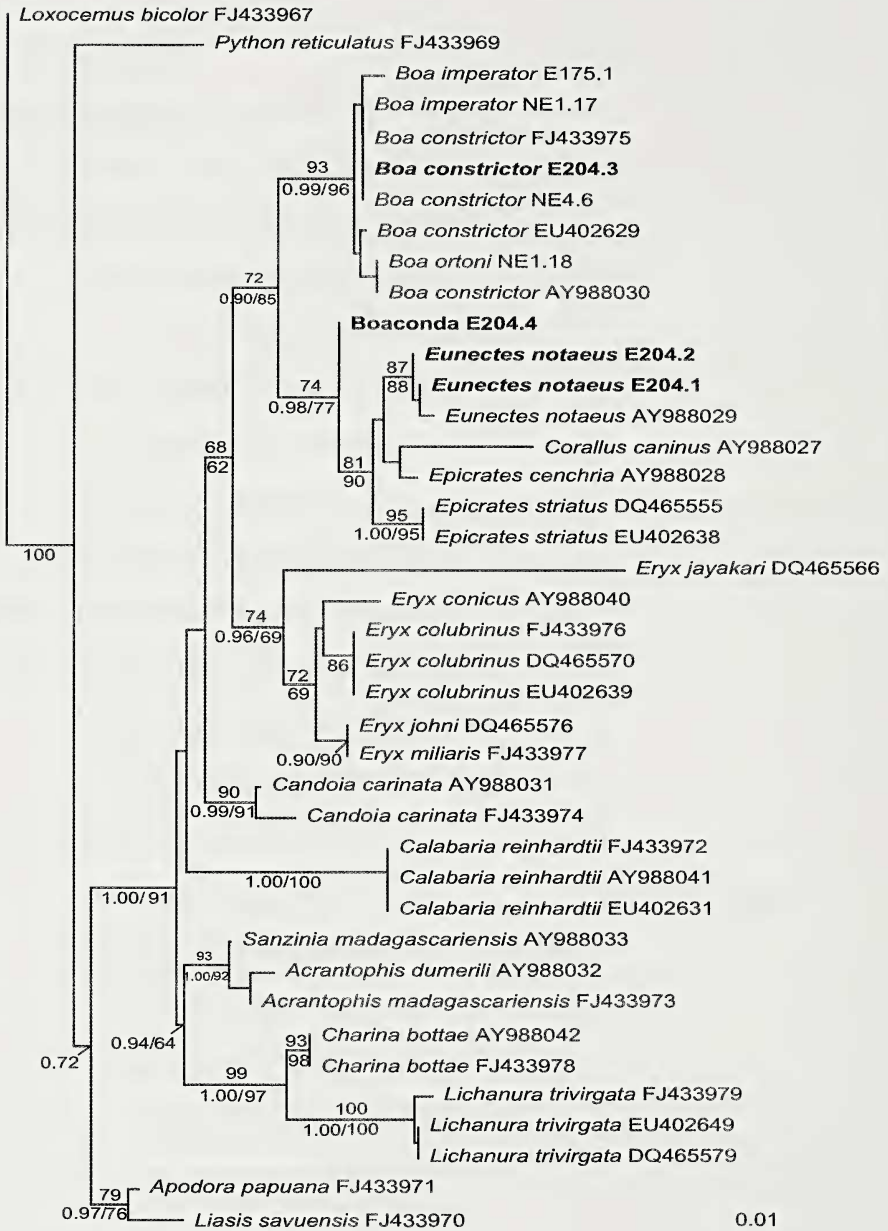 Loxocemus bicolor FJ433967
Python reticulatus FJ433969
Boa imperator E175.1
Boa imperator NE1.17
Boa constrictor FJ433975
93
Boa constrictor E204.3
0.99/96
Boa constrictor NE4.6
Boa constrictor EU402629
Boa ortoni NE1.18
72
Boa constrictor AY988030
0.90/85
Boaconda E204.4
87
Eunectes notaeus E204.2
74
88
Eunectes notaeus E204.1
0.98/77
Eunectes notaeus AY988029
68
Corallus caninus AY988027
62
81
Epicrates cenchria AY988028
90
95
Epicrates striatus DQ465555
1.00/95
Epicrates striatus EU402638
100
Eryx jayakari DQ465566
74
Eryx conicus AY988040
0.96/69
Eryx colubrinus FJ433976
72
86
Eryx colubrinus DQ465570
69
Eryx colubrinus EU402639
Eryx johni DQ465576
0.90/90
Eryx miliaris FJ433977
90
Candoia carinata AY988031
0.99/91
Candoia carinata FJ433974
Calabaria reinhardtii FJ433972
1.00/100
Calabaria reinhardtii AY988041
1.00/91
Calabaria reinhardtii EU402631
Sanzinia madagascariensis AY988033
93
1.00/92
Acrantophis dumerili AY988032
Acrantophis madagascariensis FJ433973
0.94/64
93
Charina bottae AY988042
0.72
98
Charina bottae FJ433978
99
1.00/97
Lichanura trivirgata FJ433979
100
1.00/100
Lichanura trivirgata EU402649
Lichanura trivirgata DQ465579
79
Apodora papuana FJ433971
0.97/76
Liasis savuensis FJ433970
0.01